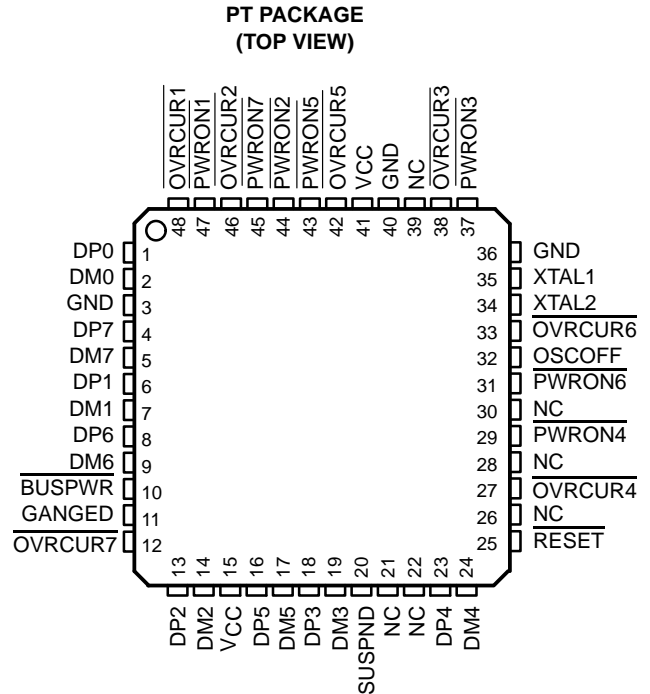 PT PACKAGE
(TOP VIEW)
OVRCUR1
PWRON1
OVRCUR2
PWRON7
PWRON2
PWRON5
OVRCUR5
VCC
GND
NC
OVRCUR3
PWRON3
48 47 46 45 44 43 42 41 40 39 38 37
DP0 1
DM0 2
GND 3
DP7 4
DM7 5
DP1 6
DM1 7
DP6 8
DM6 9
BUSPWR 10
GANGED 11
OVRCUR7 12
36 GND
35 XTAL1
34 XTAL2
33 OVRCUR6
32 OSCOFF
31 PWRON6
30 NC
29 PWRON4
28 NC
27 OVRCUR4
26 NC
25 RESET
13 14 15 16 17 18 19 20 21 22 23 24
DP2
DM2
VCC
DP5
DM5
DP3
DM3
SUSPND
NC
NC
DP4
DM4